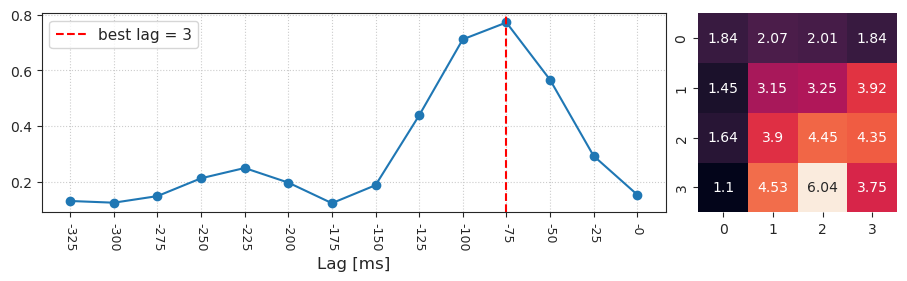 0.8
0.6
0.4
0.2
best lag = 3
-325 -300 -275 -250 -225 -200 -175 -150 -125 -100 -75 -50 -25 -0
Lag [ms]
0 1.84 2.07 2.01 1.84
1 1.45 3.15 3.25 3.92
2 1.64 3.9 4.45 4.35
3 1.1 4.53 6.04 3.75
0 1 2 3